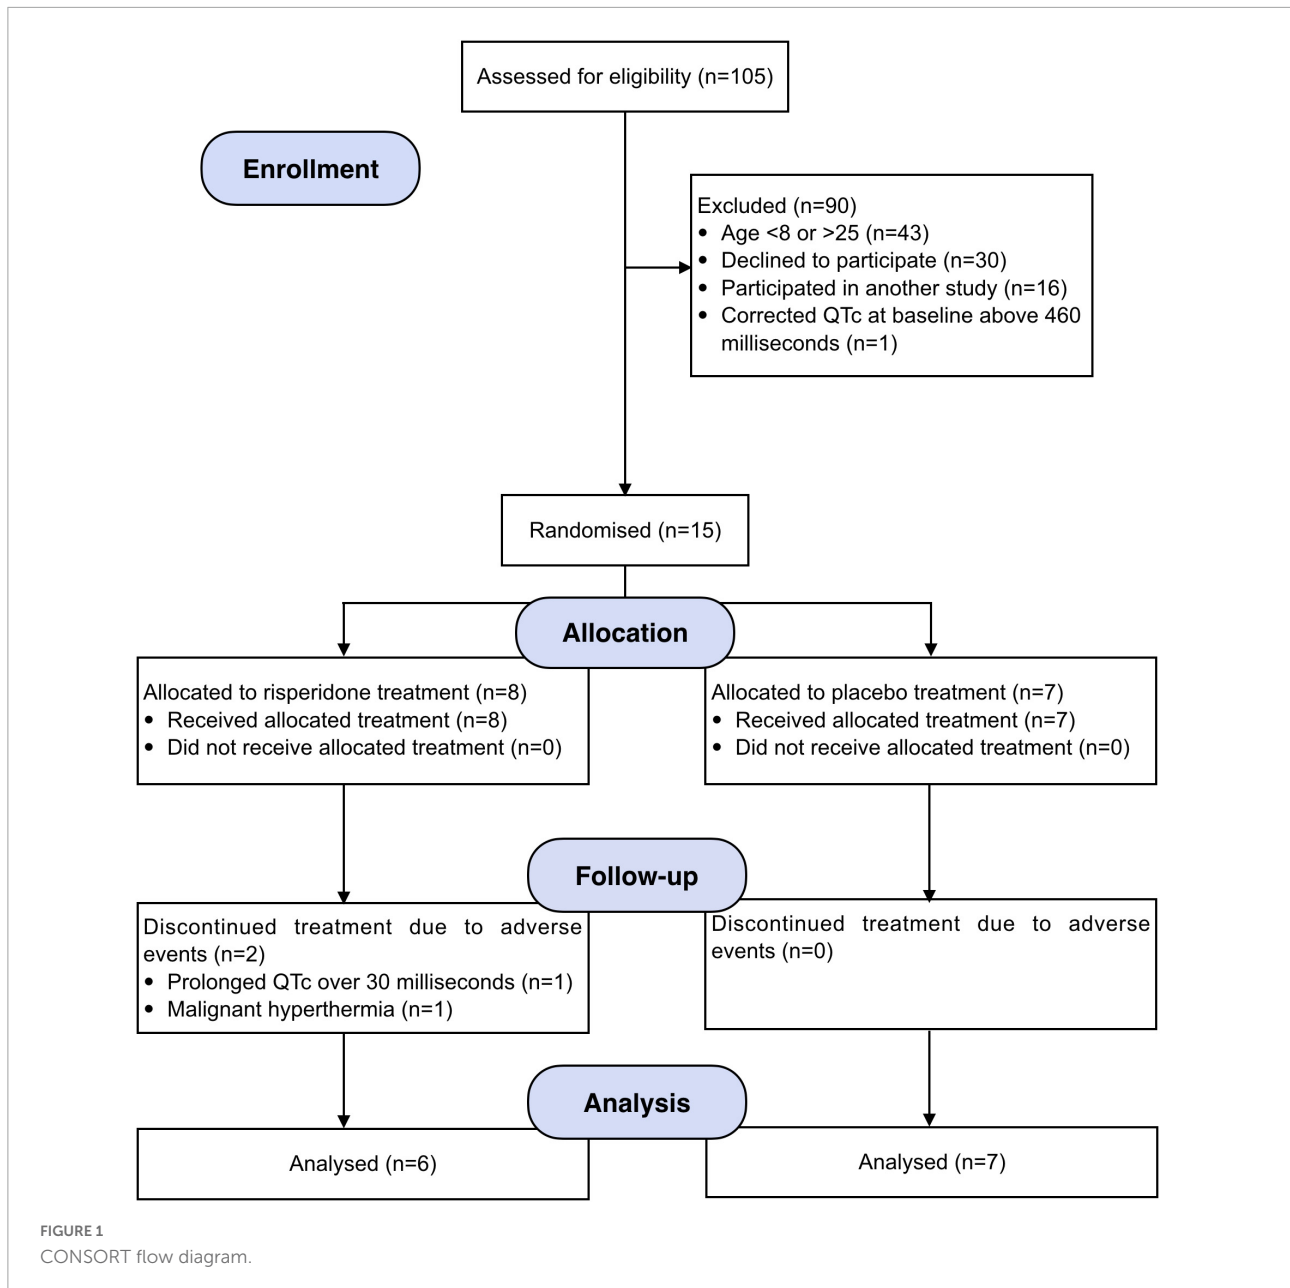 Assessed for eligibility (n=105)
Enrollment
Excluded (n=90)
• Age <8 or >25 (n=43)
• Declined to participate (n=30)
• Participated in another study (n=16)
• Corrected QTc at baseline above 460
milliseconds (n=1)
Randomised (n=15)
Allocation
Allocated to risperidone treatment (n=8)
• Received allocated treatment (n=8)
• Did not receive allocated treatment (n=0)
Allocated to placebo treatment (n=7)
• Received allocated treatment (n=7)
• Did not receive allocated treatment (n=0)
Follow-up
Discontinued treatment due to adverse
events (n=2)
• Prolonged QTc over 30 milliseconds (n=1)
• Malignant hyperthermia (n=1)
Discontinued treatment due to adverse
events (n=0)
Analysis
Analysed (n=6)
Analysed (n=7)
FIGURE 1
CONSORT flow diagram.